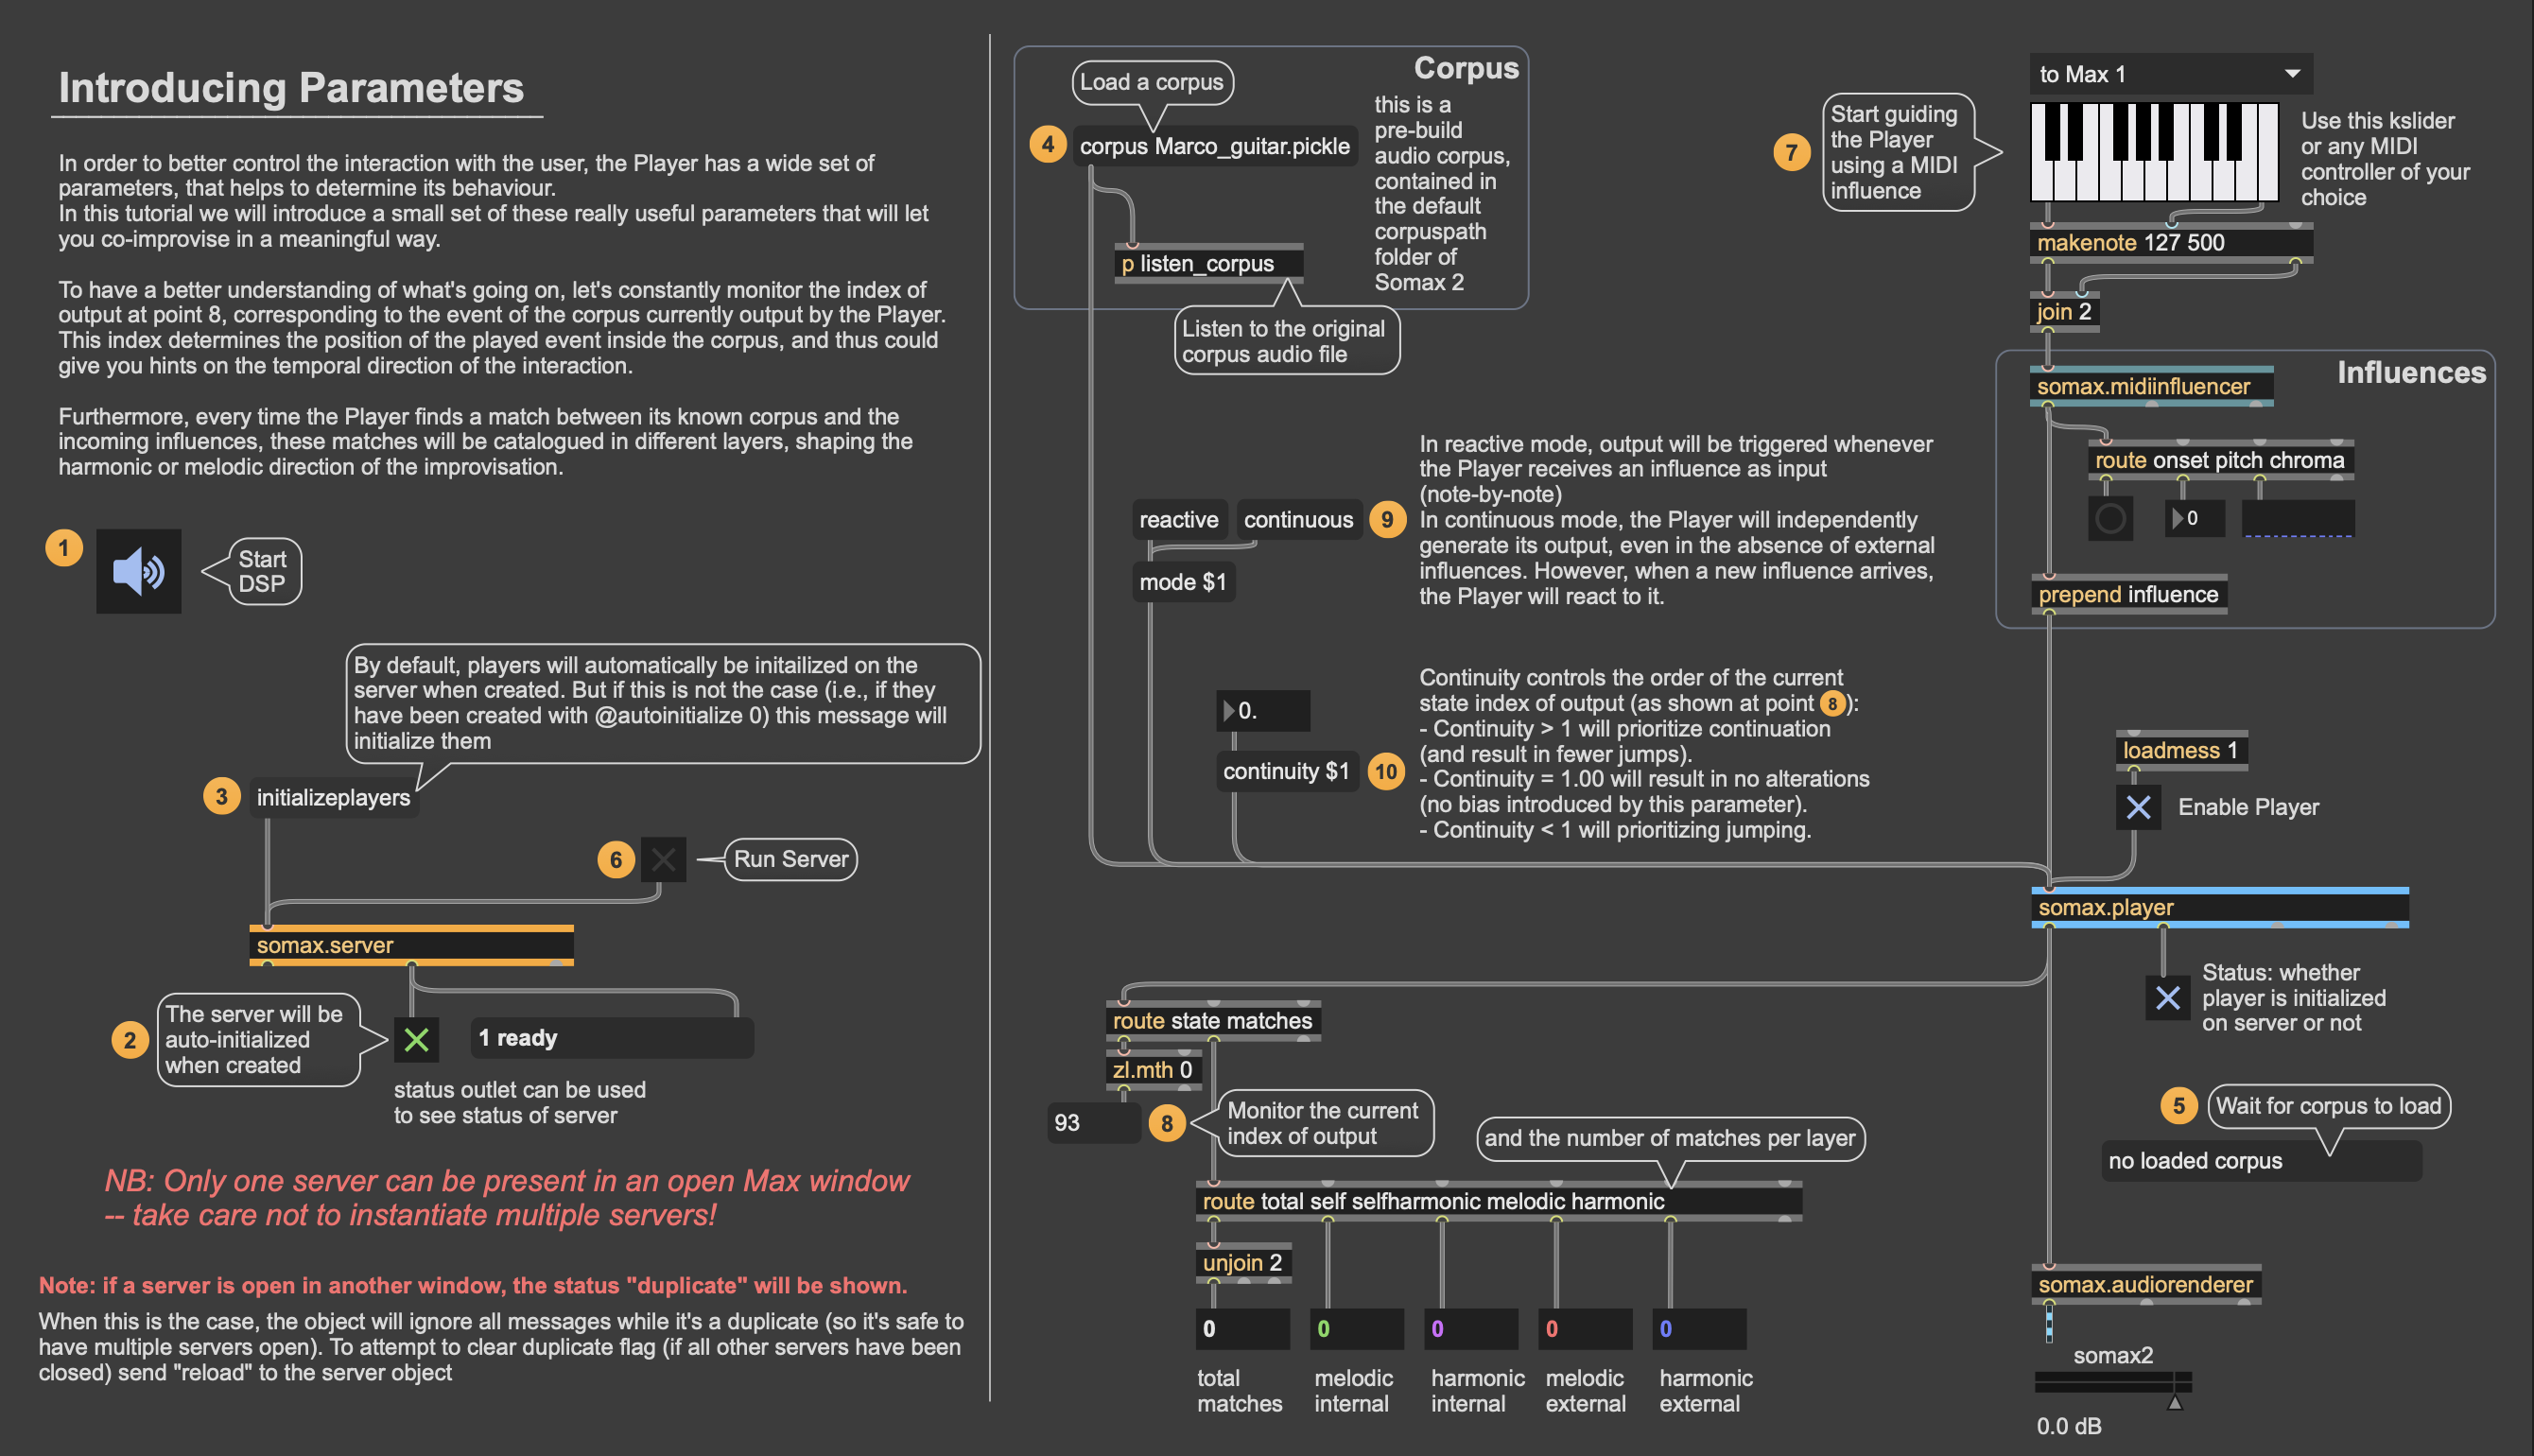 Introducing Parameters
In order to better control the interaction with the user, the Player has a wide set of
parameters, that helps to determine its behaviour.
In this tutorial we will introduce a small set of these really useful parameters that will let
you co-improvise in a meaningful way.
To have a better understanding of what's going on, let's constantly monitor the index of
output at point 8, corresponding to the event of the corpus currently output by the Player.
This index determines the position of the played event inside the corpus, and thus could
give you hints on the temporal direction of the interaction.
Furthermore, every time the Player finds a match between its known corpus and the
incoming influences, these matches will be catalogued in different layers, shaping the
harmonic or melodic direction of the improvisation.
1
Start
DSP
By default, players will automatically be initailized on the
server when created. But if this is not the case (i.e., if they
have been created with @autoinitialize 0) this message will
initialize them
3
initializeplayers
6
Run Server
somax.server
2
The server will be
auto-initialized
when created
1 ready
status outlet can be used
to see status of server
NB: Only one server can be present in an open Max window
-- take care not to instantiate multiple servers!
Note: if a server is open in another window, the status "duplicate" will be shown.
When this is the case, the object will ignore all messages while it's a duplicate (so it's safe to
have multiple servers open). To attempt to clear duplicate flag (if all other servers have been
closed) send "reload" to the server object
Corpus
Load a corpus
4
corpus Marco_guitar.pickle
this is a
pre-build
audio corpus,
contained in
the default
corpuspath
folder of
Somax 2
p listen_corpus
Listen to the original
corpus audio file
reactive
continuous
9
mode $1
In reactive mode, output will be triggered whenever
the Player receives an influence as input
(note-by-note)
In continuous mode, the Player will independently
generate its output, even in the absence of external
influences. However, when a new influence arrives,
the Player will react to it.
0.
continuity $1
10
Continuity controls the order of the current
state index of output (as shown at point 8):
- Continuity > 1 will prioritize continuation
(and result in fewer jumps).
- Continuity = 1.00 will result in no alterations
(no bias introduced by this parameter).
- Continuity < 1 will prioritizing jumping.
to Max 1
7
Start guiding
the Player
using a MIDI
influence
Use this kslider
or any MIDI
controller of your
choice
makenote 127 500
join 2
Influences
somax.midiinfluencer
route onset pitch chroma
0
prepend influence
loadmess 1
Enable Player
somax.player
Status: whether
player is initialized
on server or not
5
Wait for corpus to load
no loaded corpus
route state matches
zl.mth 0
93
8
Monitor the current
index of output
and the number of matches per layer
route total self selfharmonic melodic harmonic
unjoin 2
0
0
0
0
0
total
matches
melodic
internal
harmonic
internal
melodic
external
harmonic
external
somax.audiorenderer
somax2
0.0 dB